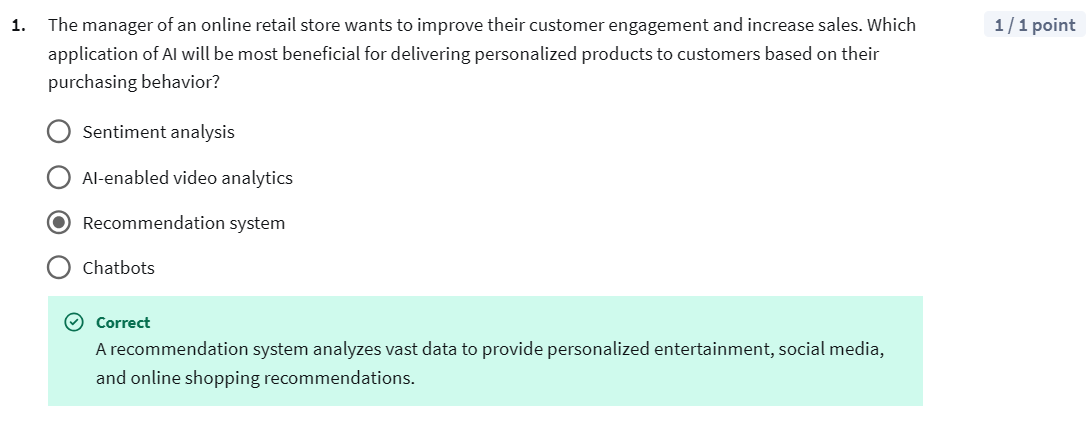 1. The manager of an online retail store wants to improve their customer engagement and increase sales. Which 1 / 1 point
application of AI will be most beneficial for delivering personalized products to customers based on their
purchasing behavior?
Sentiment analysis
AI-enabled video analytics
Recommendation system
Chatbots
Correct
A recommendation system analyzes vast data to provide personalized entertainment, social media,
and online shopping recommendations.